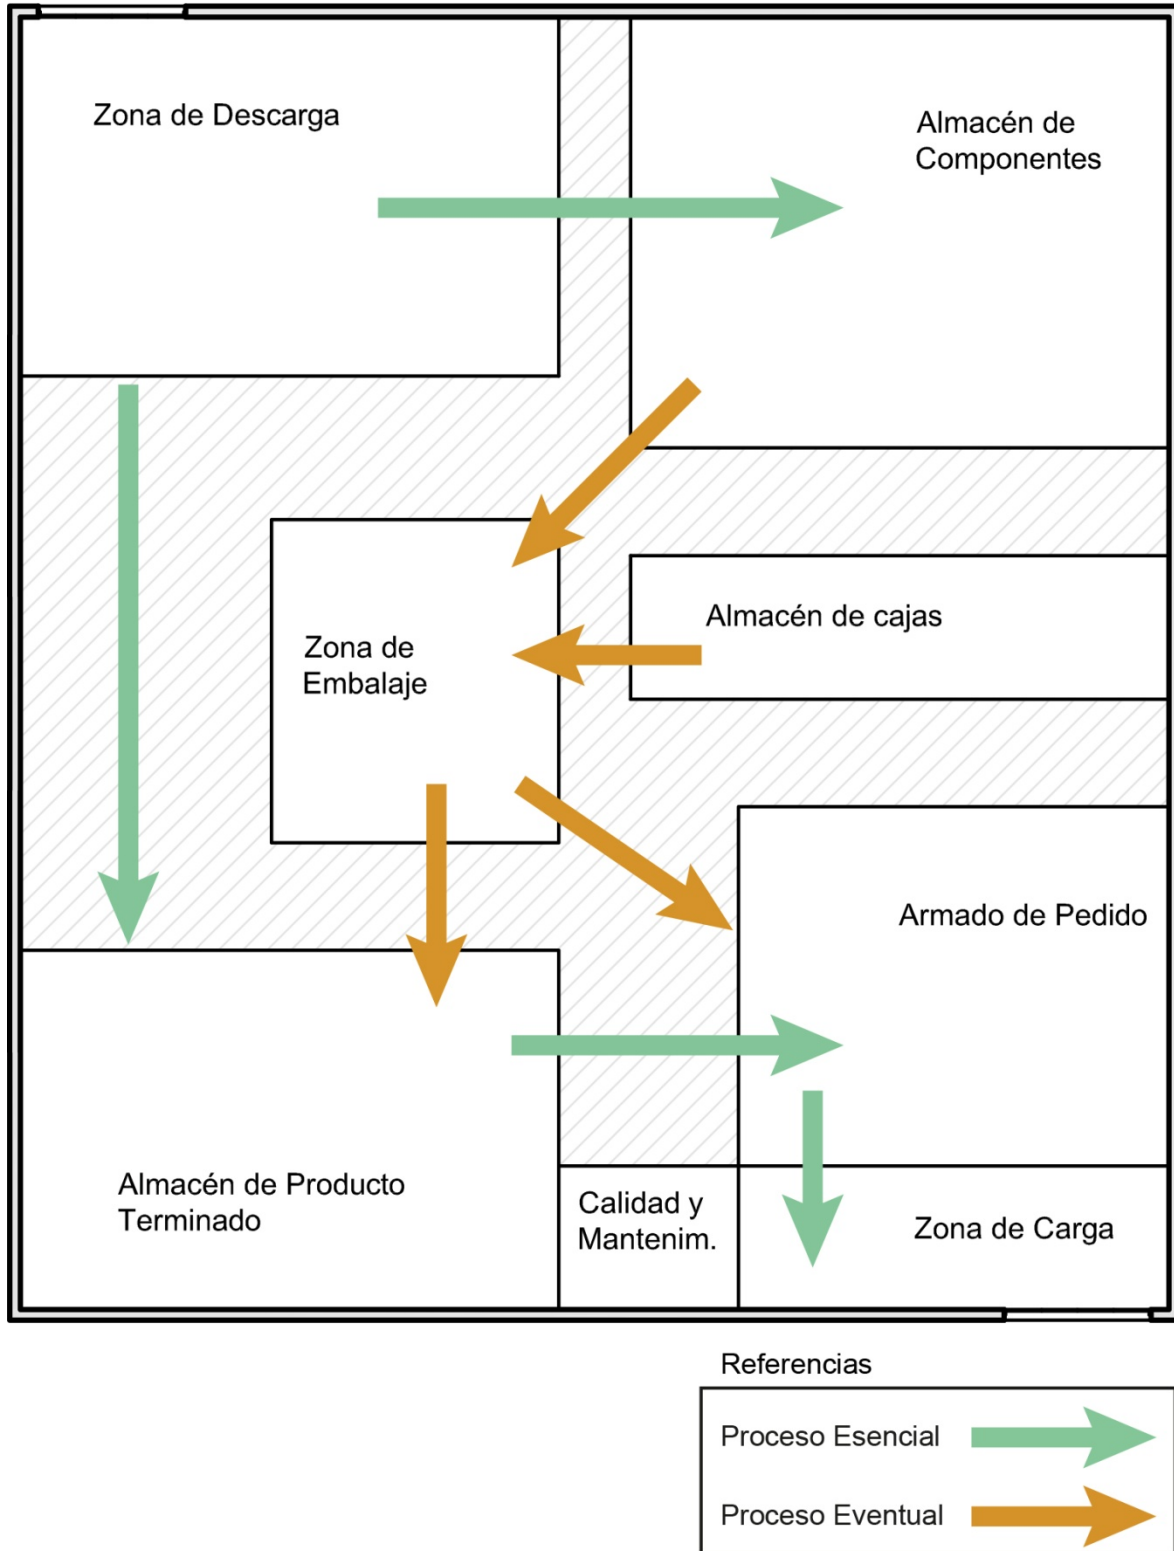 Zona de Descarga
Almacén de
Componentes
Almacén de cajas
Zona de
Embalaje
Armado de Pedido
Almacén de Producto
Terminado
Calidad y
Mantenim.
Zona de Carga
Referencias
Proceso Esencial
Proceso Eventual